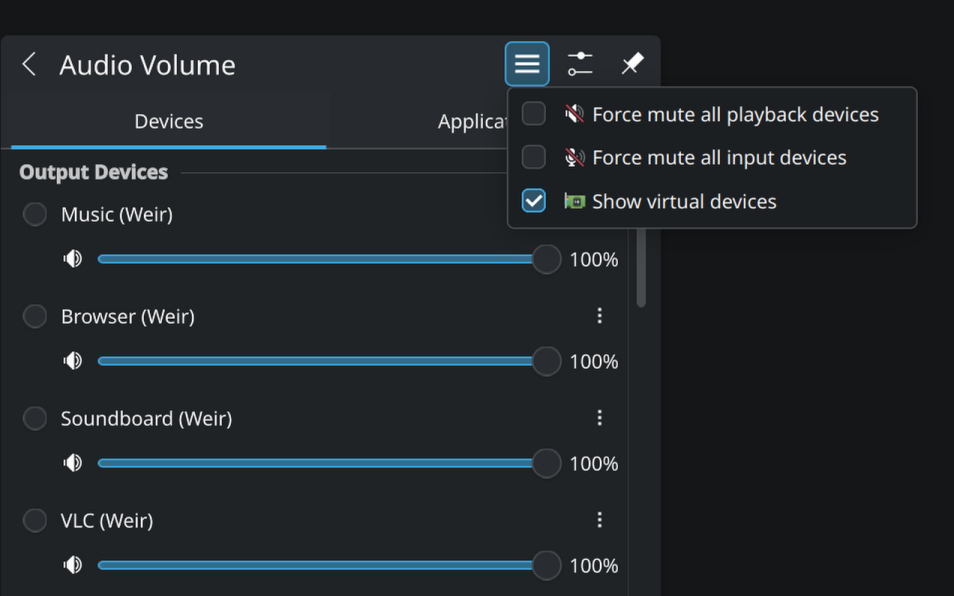 Audio Volume
Force mute all playback devices
Force mute all input devices
Show virtual devices
Devices
Output Devices
Music (Weir)
100%
Browser (Weir)
100%
Soundboard (Weir)
100%
VLC (Weir)
100%